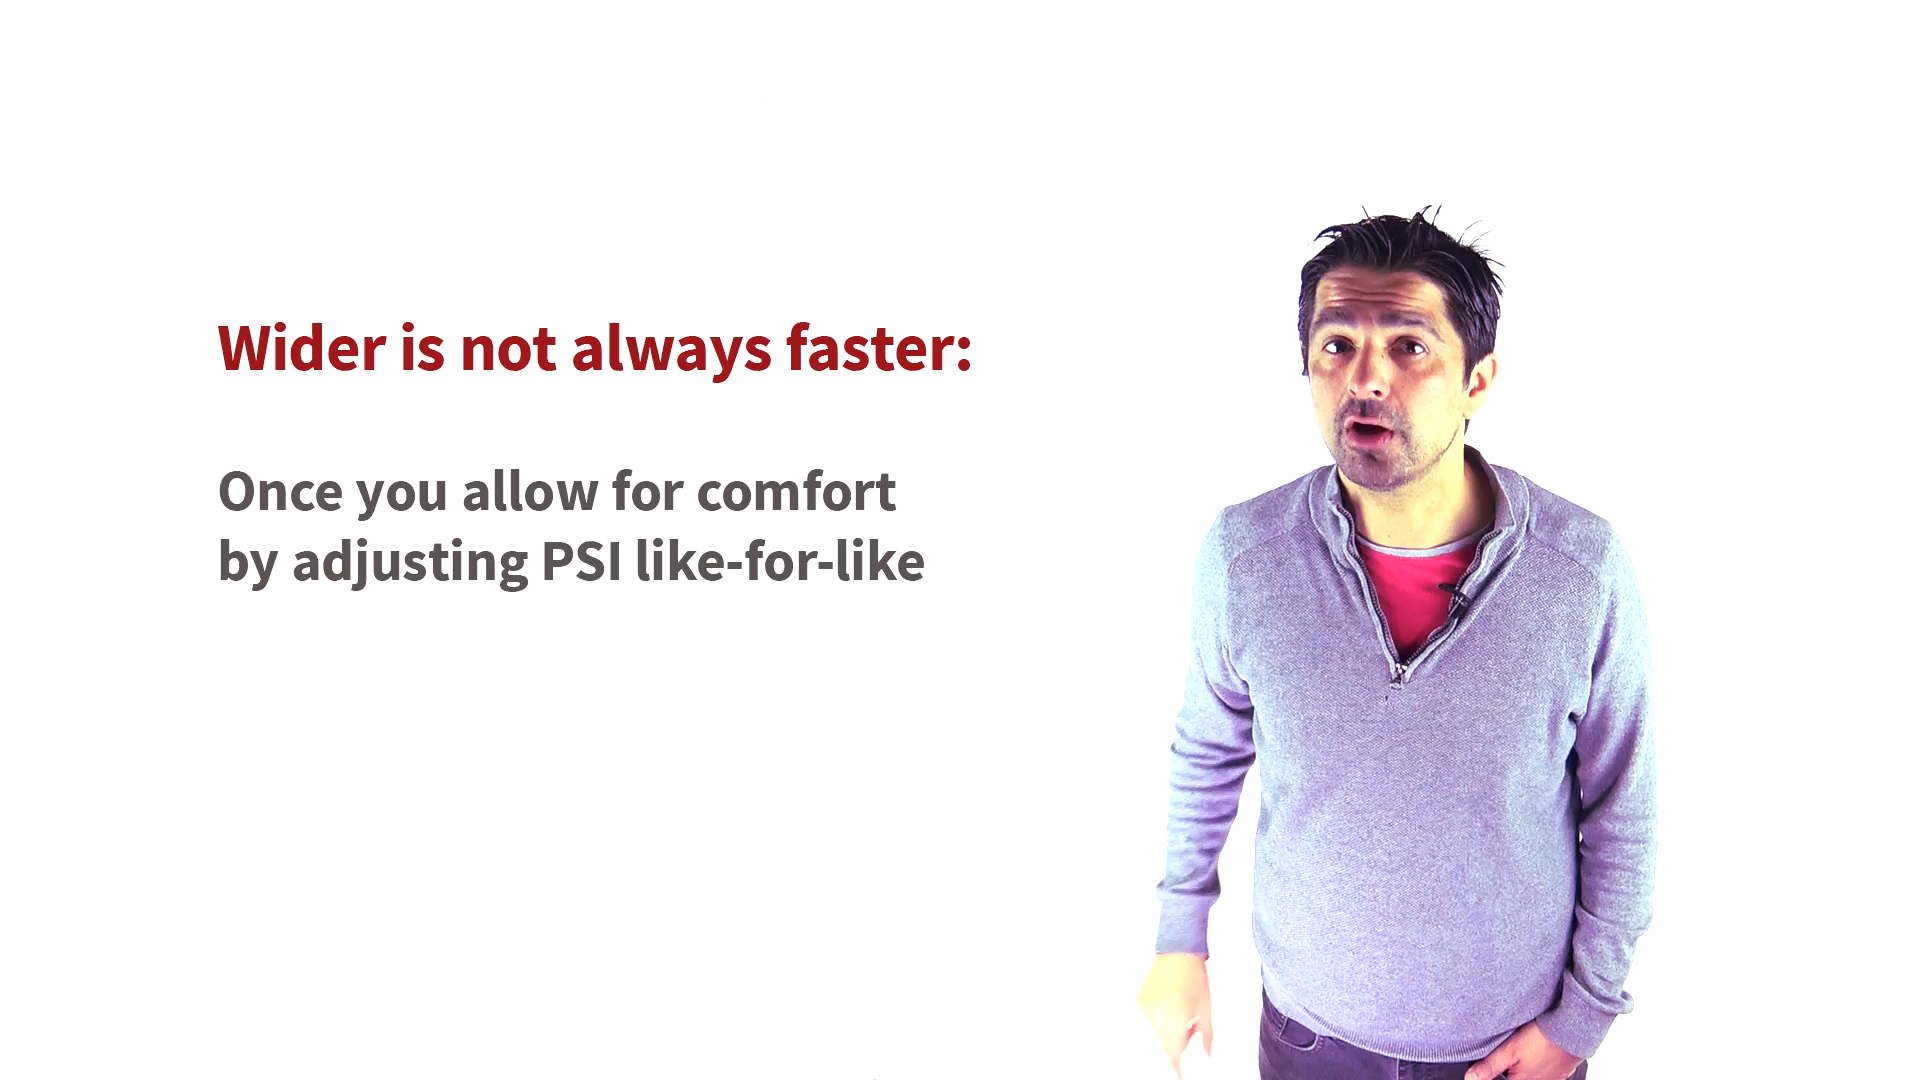 Wider is not always faster:
Once you allow for comfort
by adjusting PSI like-for-like